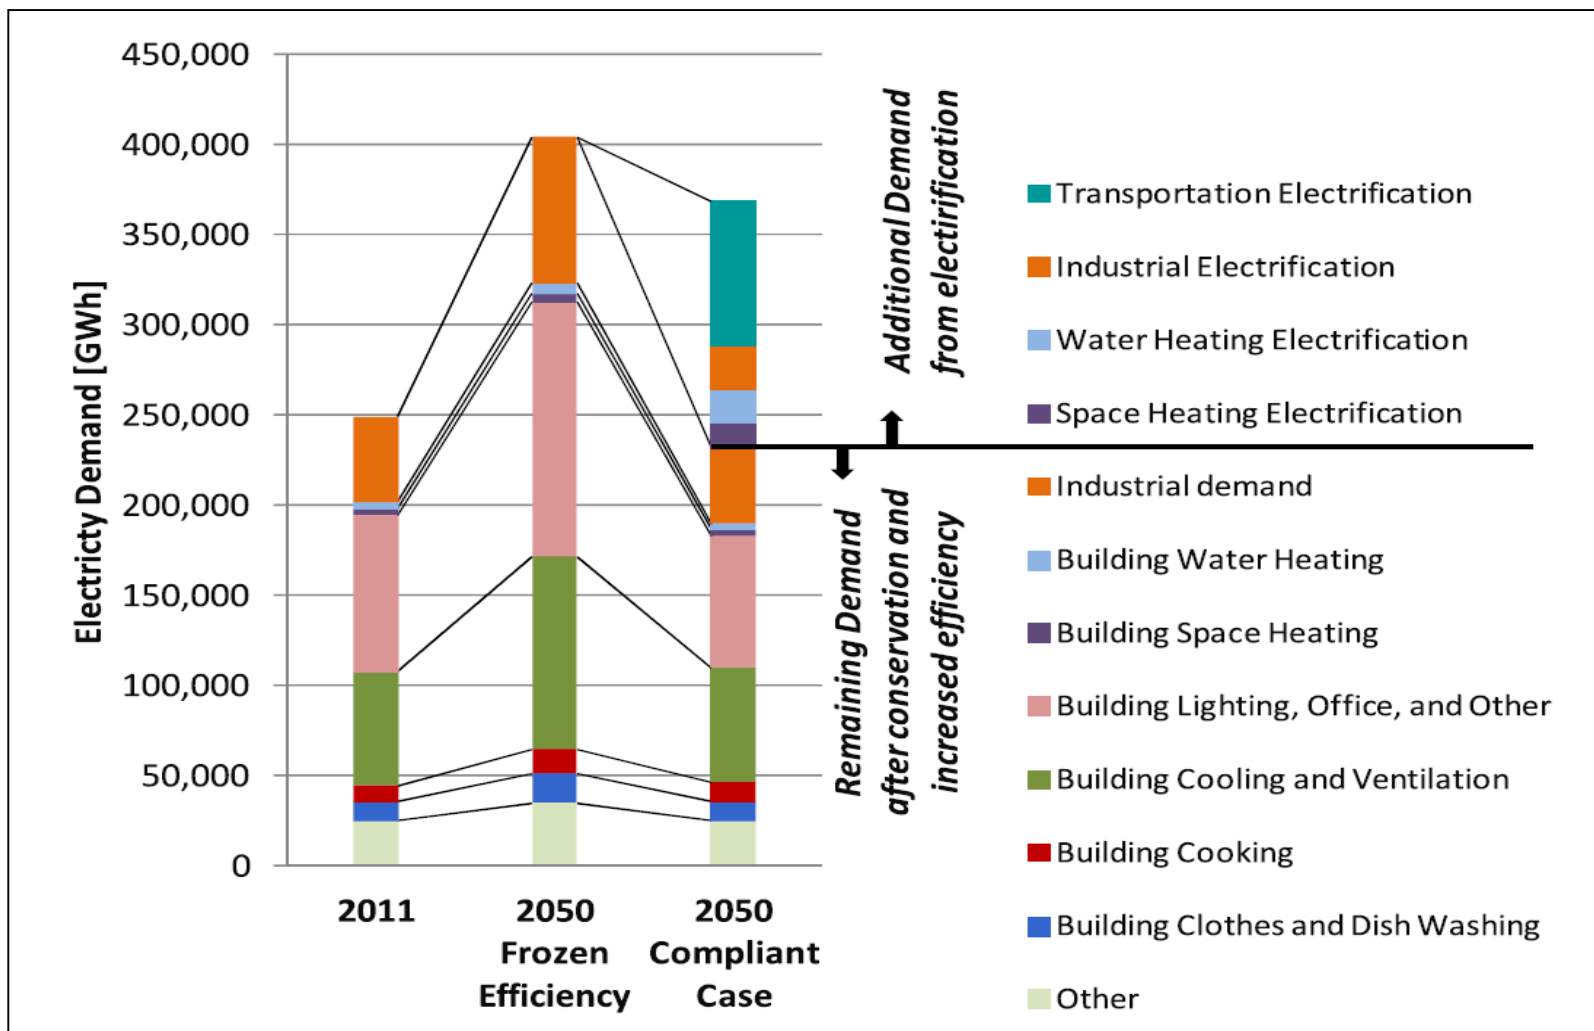 450,000
400,000
350,000
300,000
250,000
200,000
150,000
100,000
50,000
0
Electricty Demand [GWh]
2011
2050
Frozen
Efficiency
2050
Compliant
Case
Additional Demand
from electirification
Remaining Demand
after conservation and
increased efficiency
Transportation Electrification
Industrial Electrification
Water Heating Electrification
Space Heating Electrification
Industrial demand
Building Water Heating
Building Space Heating
Building Lighting, Office, and Other
Building Cooling and Ventilation
Building Cooking
Building Clothes and Dish Washing
Other